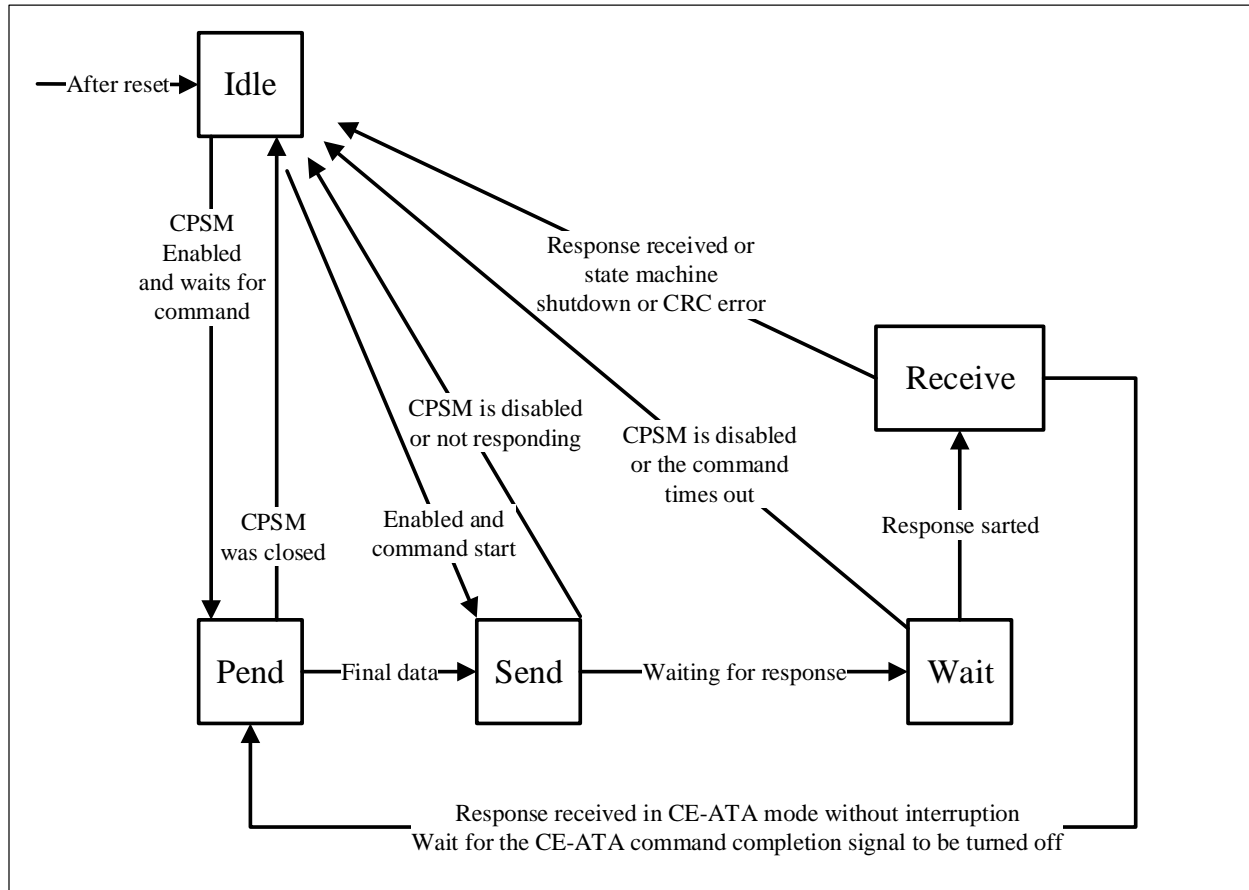 After reset
Idle
CPSM
Enabled
and waits for
command
Response received or
state machine
shutdown or CRC error
Receive
CPSM is disabled
or not responding
CPSM is disabled
or the command
times out
CPSM
was closed
Enabled and
command start
Response sarted
Pend
Final data
Send
Waiting for response
Wait
Response received in CE-ATA mode without interruption
Wait for the CE-ATA command completion signal to be turned off